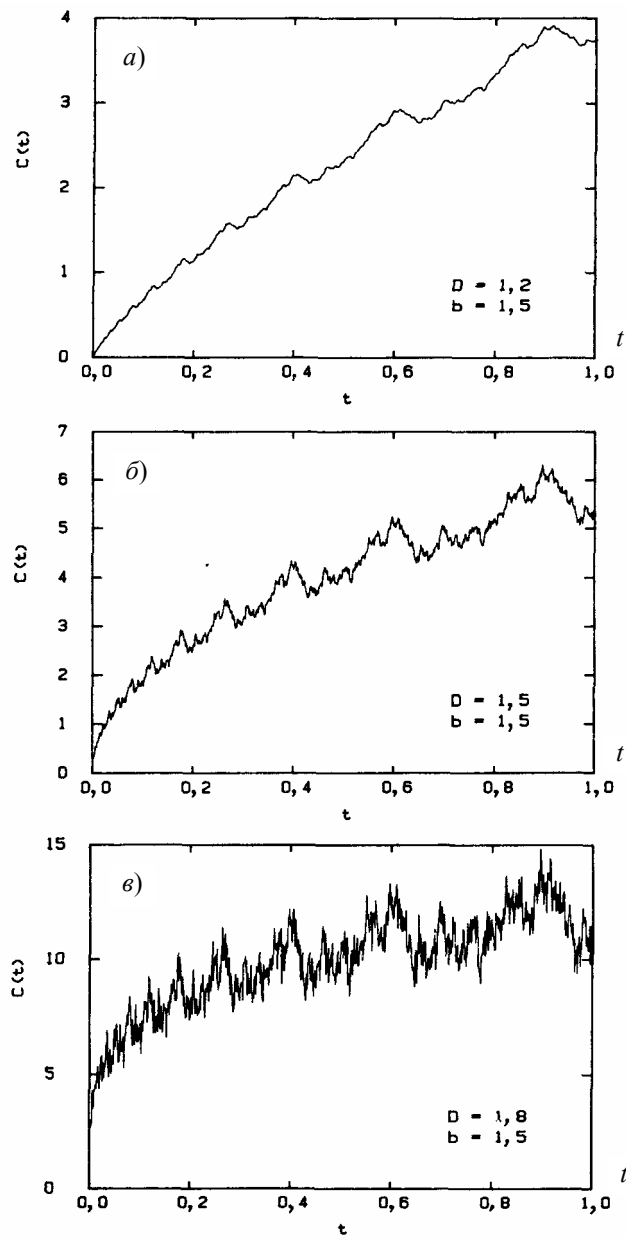 а)
4
3
2
1
0
C(t)
D = 1,2
b = 1,5
0,0 0,2 0,4 0,6 0,8 1,0
t
t
б)
7
6
5
4
3
2
1
0
C(t)
D = 1,5
b = 1,5
0,0 0,2 0,4 0,6 0,8 1,0
t
t
в)
15
10
5
0
C(t)
D = 1,8
b = 1,5
0,0 0,2 0,4 0,6 0,8 1,0
t
t